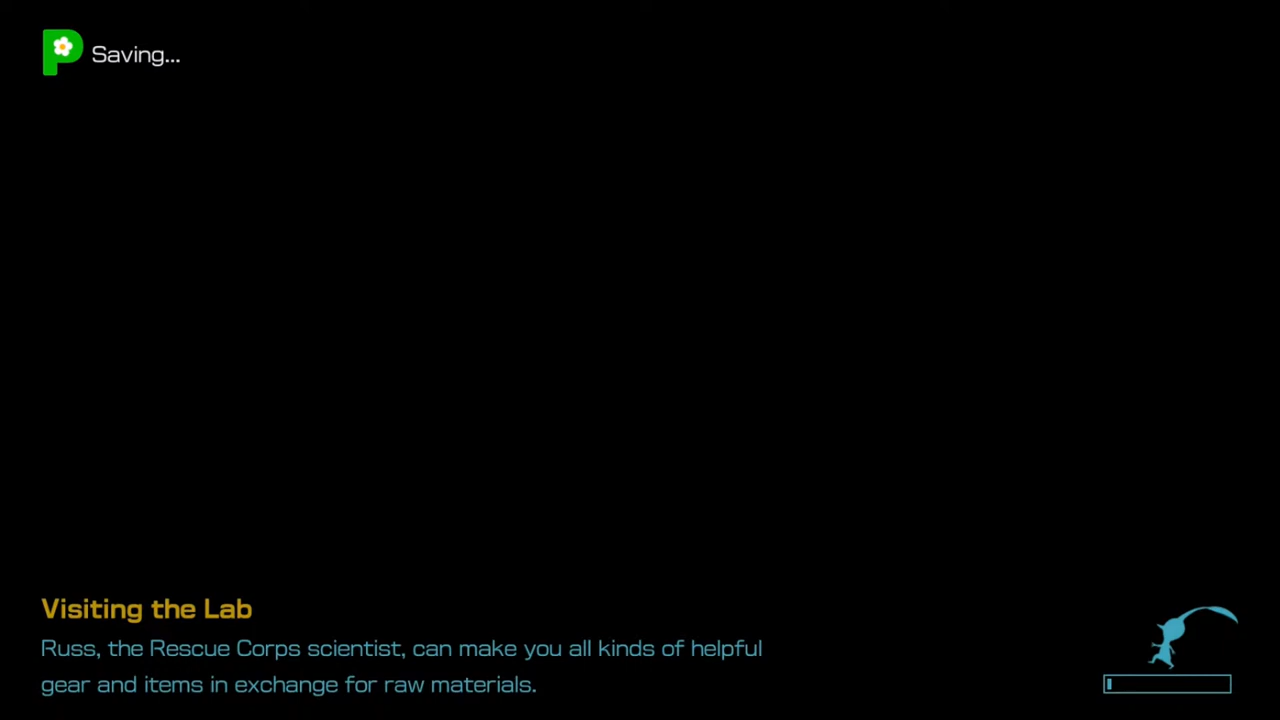 Saving...
Visiting the Lab
Russ, the Rescue Corps scientist, can make you all kinds of helpful
gear and items in exchange for raw materials.